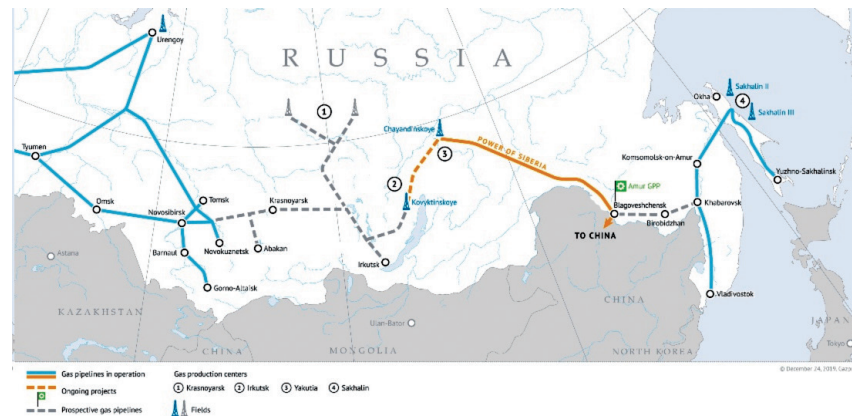 Urengoy
RUSSIA
1
Chayandinskoye
3
POWER OF SIBERIA
2
Kovyktinskoye
Okha
Sakhalin II
4
Sakhalin III
Komsomolsk-on-Amur
Yuzhno-Sakhalinsk
Amur GPP
Blagoveshchensk
Khabarovsk
Birobidzhan
TO CHINA
Vladivostok
Tyumen
Omsk
Tomsk
Novosibirsk
Krasnoyarsk
Novokuznetsk
Abakan
Barnaul
Gorno-Altaisk
Irkutsk
Astana
KAZAKHSTAN
CHINA
Ulan-Bator
MONGOLIA
CHINA
NORTH KOREA
JAPAN
Tokyo
© December 24, 2019,
Gas pipelines in operation
Ongoing projects
Prospective gas pipelines
Gas production centers
1 Krasnoyarsk 2 Irkutsk 3 Yakutia 4 Sakhalin
Fields